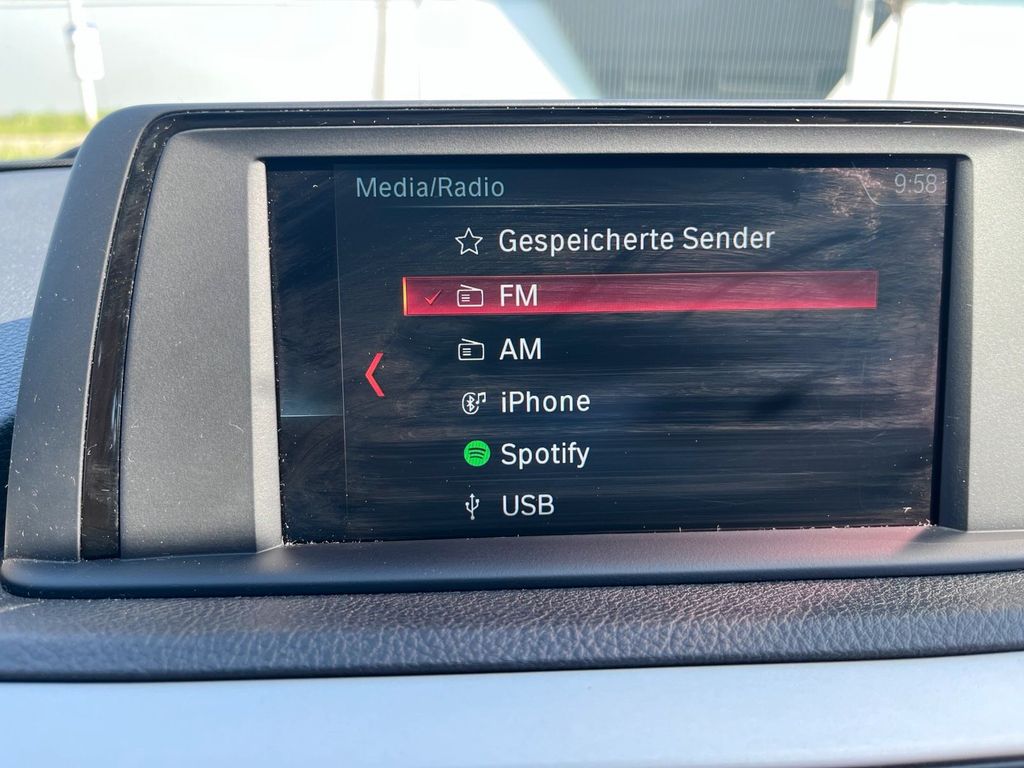 Media/Radio
9:58
Gespeicherte Sender
FM
AM
iPhone
Spotify
USB